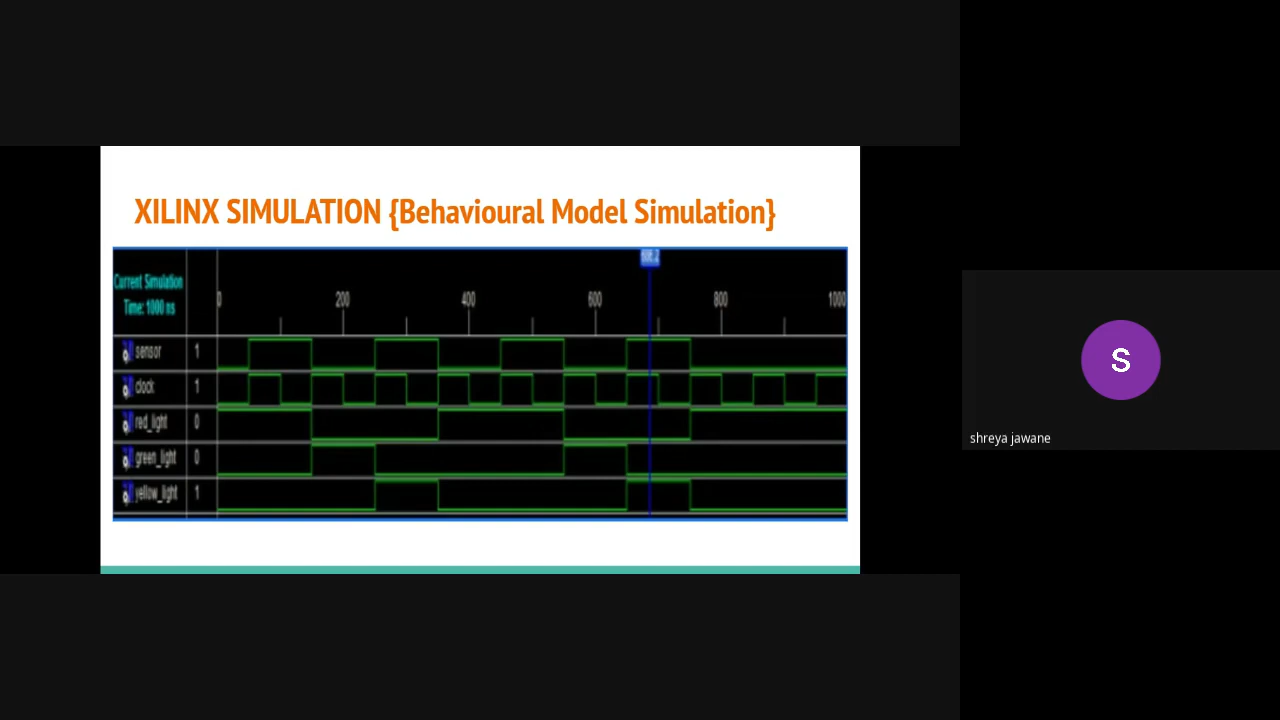 XILINX SIMULATION {Behavioural Model Simulation}
Current Simulation
Time: 1000 ns
0 200 400 600 800 1000
sensor 1
clock 1
red_light 0
green_light 0
yellow_light 1
S
shreya jawane